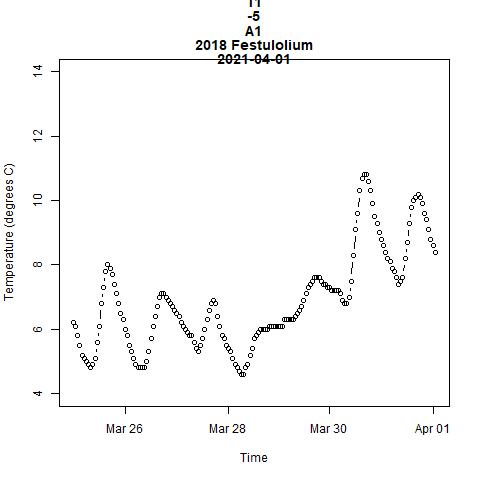 T1
-5
A1
2018 Festulolium
2021-04-01
14
12
10
8
6
4
Temperature (degrees C)
Mar 26
Mar 28
Mar 30
Apr 01
Time